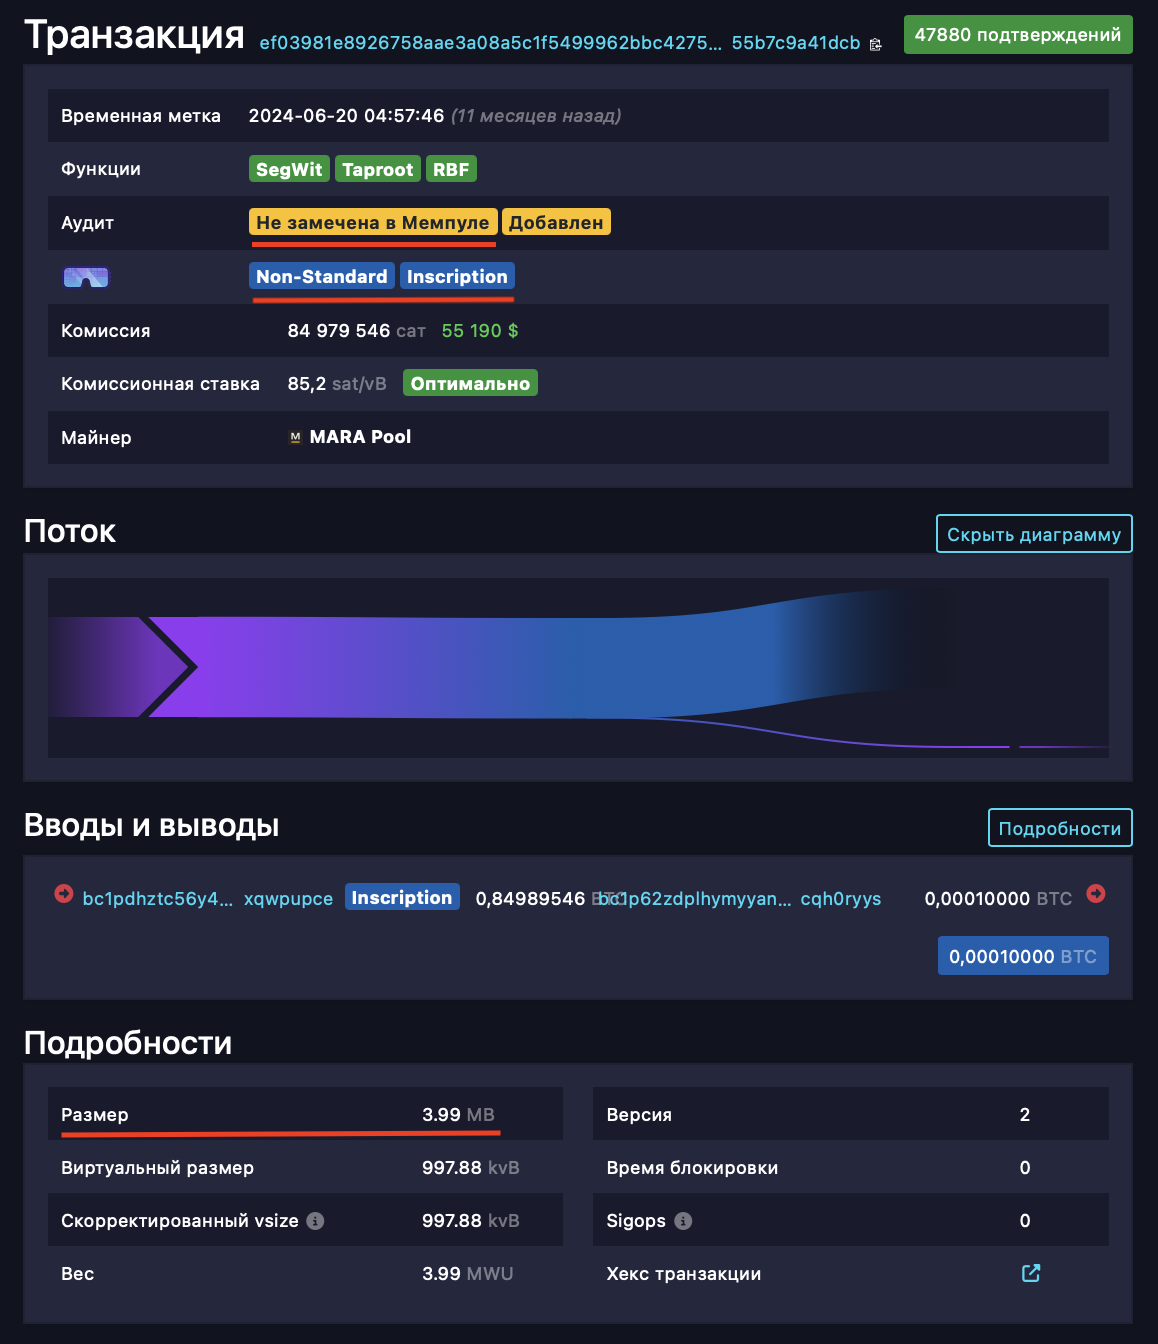 Транзакция ef03981e8926758aae3a08a5c1f5499962bbc4275... 55b7c9a41dcb 47880 подтверждений
Временная метка 2024-06-20 04:57:46 (11 месяцев назад)
Функции SegWit Taproot RBF
Аудит Не замечена в Мемпуле Добавлен
Non-Standard Inscription
Комиссия 84 979 546 сат 55 190 $
Комиссионная ставка 85,2 sat/vB Оптимально
Майнер M MARA Pool
Поток Скрыть диаграмму
Вводы и выводы Подробности
bc1pdhztc56y4... xqwpupce Inscription 0,84989546 BTC bc1p62zdplhymyyan... cqh0ryys 0,00010000 BTC
0,00010000 BTC
Подробности
Размер 3.99 MB Версия 2
Виртуальный размер 997.88 kvB Время блокировки 0
Скорректированный vsize 997.88 kvB Sigops 0
Вес 3.99 MWU Хекс транзакции